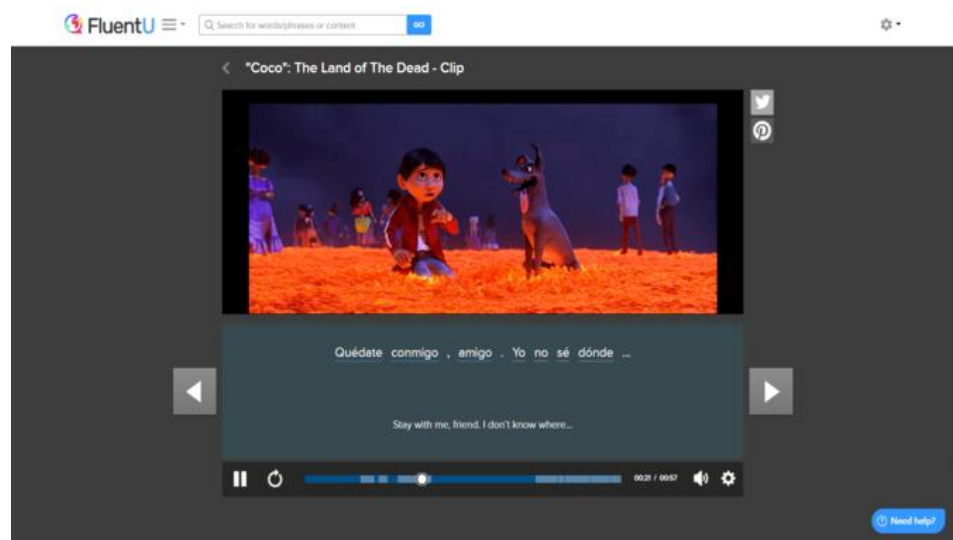 FluentU
Search for words/phrases or content
GO
"Coco": The Land of The Dead - Clip
Quédate conmigo , amigo . Yo no sé dónde ...
Stay with me, friend. I don't know where...
00:21 / 00:57
Need help?